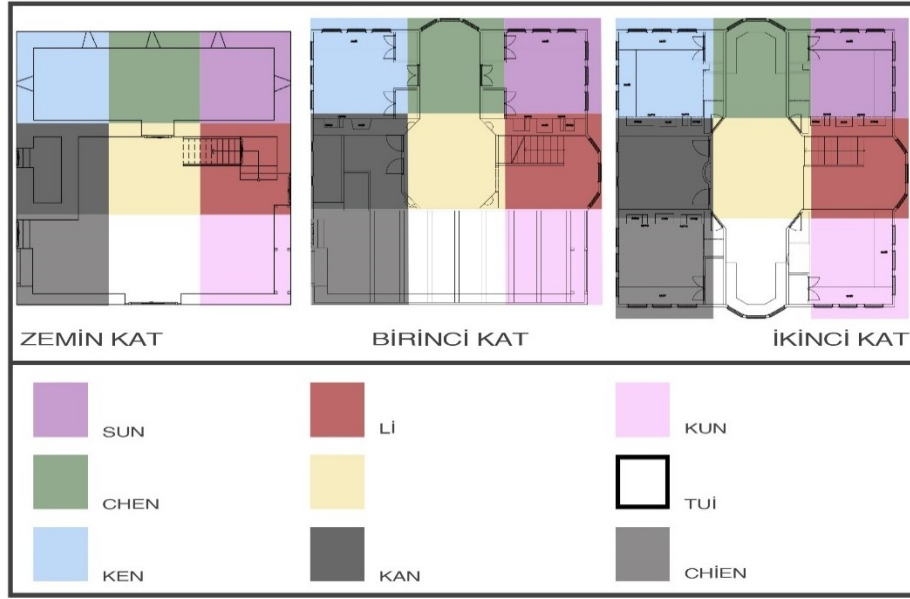 ZEMİN KAT
BİRİNCİ KAT
İKİNCİ KAT
SUN
Lİ
KUN
CHEN
TUİ
KEN
KAN
CHİEN